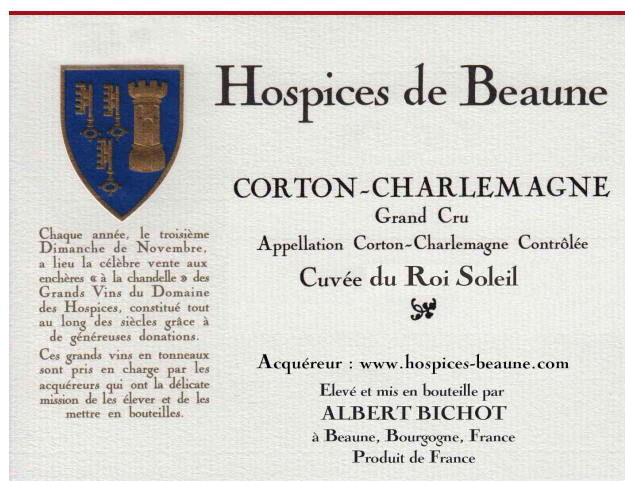 Hospices de Beaune
CORTON-CHARLEMAGNE
Grand Cru
Appellation Corton-Charlemagne Contrôlée
Cuvée du Roi Soleil
Chaque année, le troisième
Dimanche de Novembre,
a lieu la célèbre vente aux
enchères « à la chandelle » des
Grands Vins du Domaine
des Hospices, constitué tout
au long des siècles grâce à
de généreuses donations.
Ces grands vins en tonneaux
sont pris en charge par les
acquéreurs qui ont la délicate
mission de les élever et de les
mettre en bouteilles.
Acquéreur : www.hospices-beaune.com
Elevé et mis en bouteille par
ALBERT BICHOT
à Beaune, Bourgogne, France
Produit de France